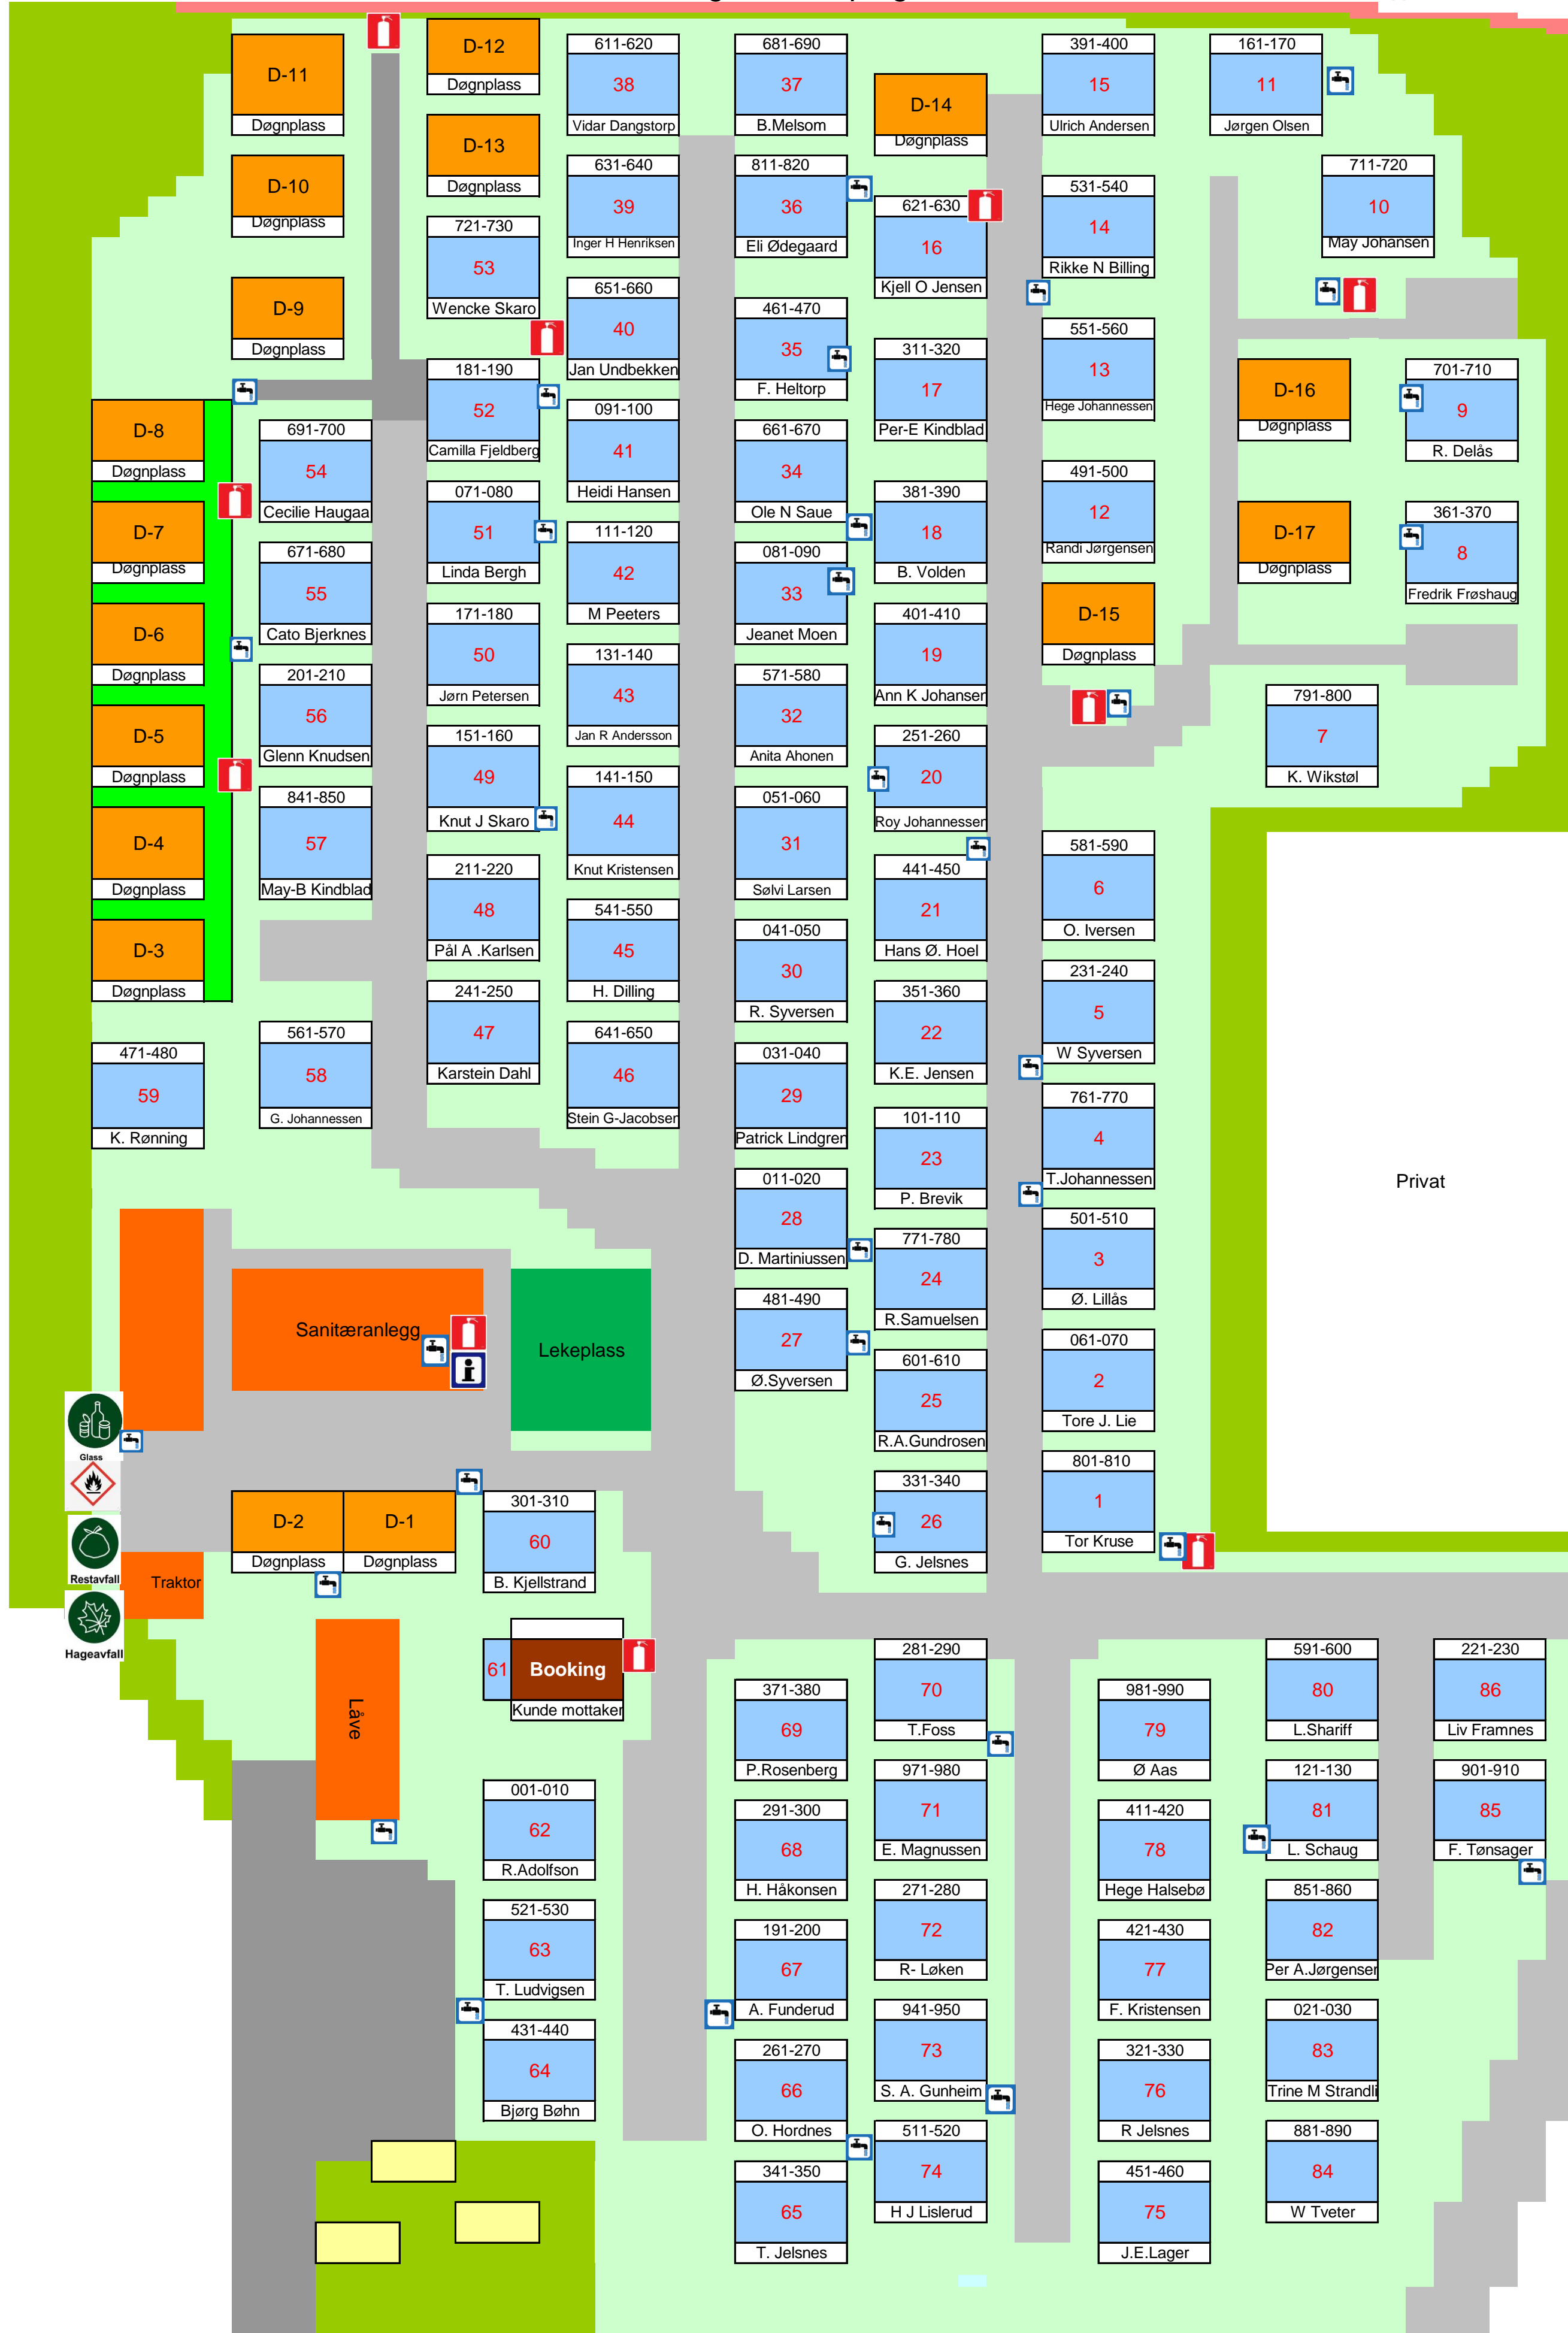 D-11
Døgnplass
D-12
Døgnplass
611-620
38
Vidar Dangstorp
681-690
37
B.Melsom
D-14
Døgnplass
391-400
15
Ulrich Andersen
161-170
11
Jørgen Olsen
D-10
Døgnplass
D-13
Døgnplass
631-640
39
Inger H Henriksen
811-820
36
Eli Ødegaard
621-630
16
Kjell O Jensen
531-540
14
Rikke N Billing
711-720
10
May Johansen
D-9
Døgnplass
721-730
53
Wencke Skaro
651-660
40
Jan Undbekken
461-470
35
F. Heltorp
311-320
17
Per-E Kindblad
551-560
13
Hege Johannessen
D-16
Døgnplass
701-710
9
R. Delås
D-8
Døgnplass
691-700
54
Cecilie Haugaa
181-190
52
Camilla Fjeldberg
091-100
41
Heidi Hansen
661-670
34
Ole N Saue
381-390
18
B. Volden
491-500
12
Randi Jørgensen
D-17
Døgnplass
361-370
8
Fredrik Frøshaug
D-7
Døgnplass
671-680
55
Cato Bjerknes
071-080
51
Linda Bergh
111-120
42
M Peeters
081-090
33
Jeanet Moen
401-410
19
Ann K Johansen
D-15
Døgnplass
D-6
Døgnplass
201-210
56
Glenn Knudsen
171-180
50
Jørn Petersen
131-140
43
Jan R Andersson
571-580
32
Anita Ahonen
251-260
20
Roy Johannessen
791-800
7
K. Wikstøl
D-5
Døgnplass
841-850
57
May-B Kindblad
151-160
49
Knut J Skaro
141-150
44
Knut Kristensen
051-060
31
Sølvi Larsen
441-450
21
Hans Ø. Hoel
581-590
6
O. Iversen
D-4
Døgnplass
211-220
48
Pål A .Karlsen
541-550
45
H. Dilling
041-050
30
R. Syversen
351-360
22
K.E. Jensen
231-240
5
W Syversen
D-3
Døgnplass
241-250
47
Karstein Dahl
641-650
46
Stein G-Jacobsen
031-040
29
Patrick Lindgren
101-110
23
P. Brevik
761-770
4
T.Johannessen
471-480
59
K. Rønning
561-570
58
G. Johannessen
011-020
28
D. Martiniussen
771-780
24
R.Samuelsen
501-510
3
Ø. Lillås
Privat
Sanitæranlegg
Lekeplass
481-490
27
Ø.Syversen
601-610
25
R.A.Gundrosen
061-070
2
Tore J. Lie
Glass
D-2
Døgnplass
D-1
Døgnplass
301-310
60
B. Kjellstrand
331-340
26
G. Jelsnes
801-810
1
Tor Kruse
Restavfall
Traktor
Hageavfall
Låve
61
Booking
Kunde mottaker
371-380
69
P.Rosenberg
281-290
70
T.Foss
981-990
79
Ø Aas
591-600
80
L.Shariff
221-230
86
Liv Framnes
001-010
62
R.Adolfson
291-300
68
H. Håkonsen
971-980
71
E. Magnussen
411-420
78
Hege Halsebø
121-130
81
L. Schaug
901-910
85
F. Tønsager
521-530
63
T. Ludvigsen
191-200
67
A. Funderud
271-280
72
R- Løken
421-430
77
F. Kristensen
851-860
82
Per A.Jørgensen
431-440
64
Bjørg Bøhn
261-270
66
O. Hordnes
941-950
73
S. A. Gunheim
321-330
76
R Jelsnes
021-030
83
Trine M Strandli
341-350
65
T. Jelsnes
511-520
74
H J Lislerud
451-460
75
J.E.Lager
881-890
84
W Tveter